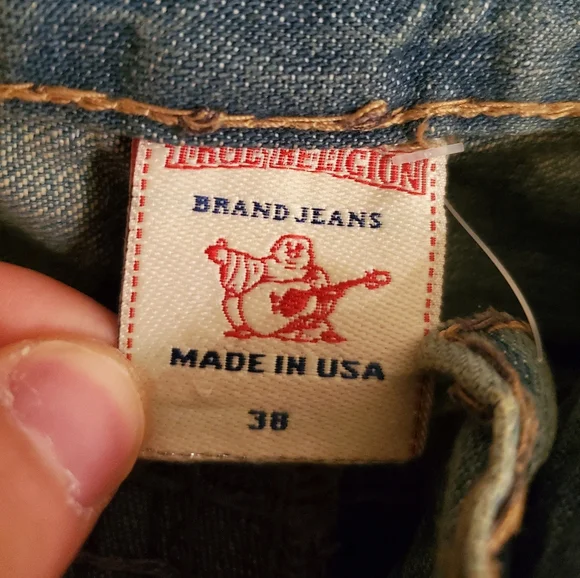 TRUE RELIGION
BRAND JEANS
MADE IN USA
38